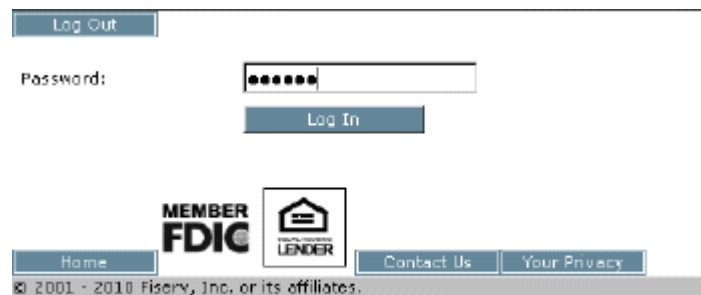 Log Out
Password:
Log In
MEMBER
FDIC
LENDER
Home
Contact Us
Your Privacy
© 2001 - 2010 Fiserv, Inc. or its affiliates.